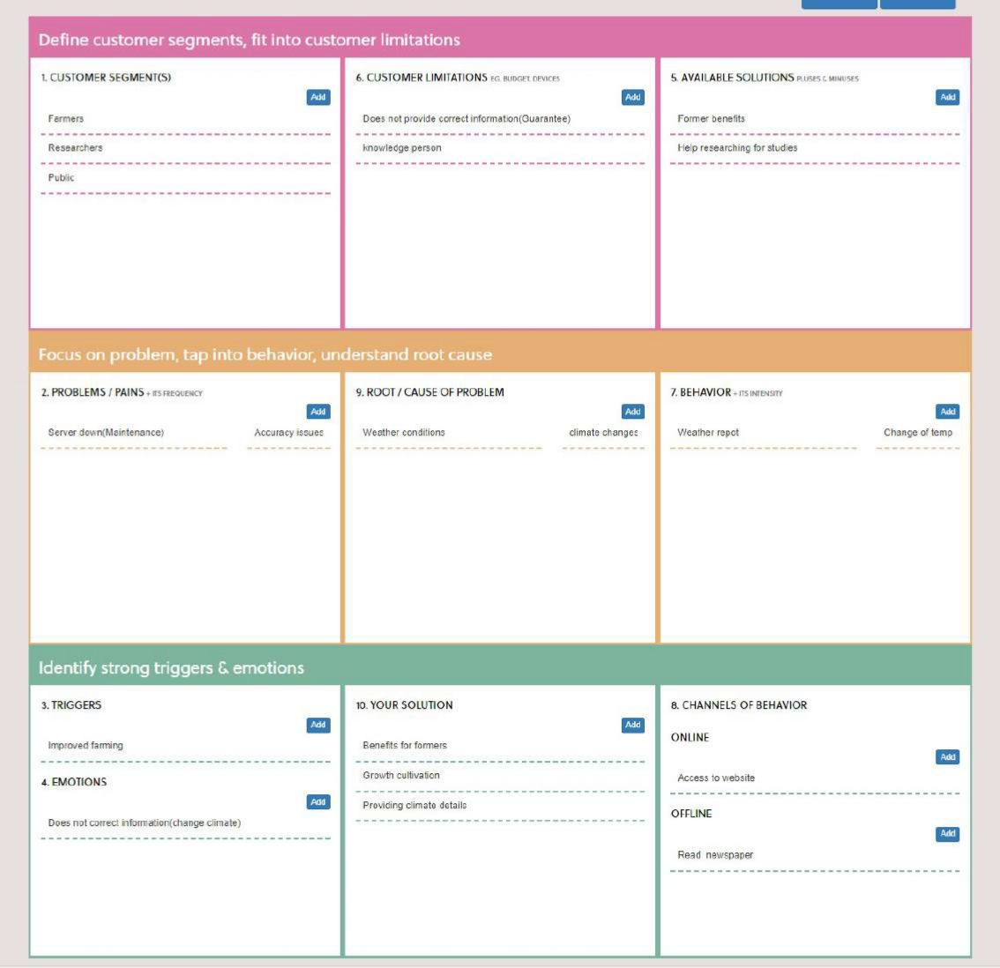 Define customer segments, fit into customer limitations
1. CUSTOMER SEGMENT(S)
Add
Farmers
Researchers
Public
6. CUSTOMER LIMITATIONS EG. BUDGET, DEVICES
Add
Does not provide correct information(Guarantee)
knowledge person
5. AVAILABLE SOLUTIONS PLUSES & MINUSES
Add
Former benefits
Help researching for studies
Focus on problem, tap into behavior, understand root cause
2. PROBLEMS / PAINS + ITS FREQUENCY
Add
Server down(Maintenance) Accuracy issues
9. ROOT / CAUSE OF PROBLEM
Add
Weather conditions climate changes
7. BEHAVIOR + ITS INTENSITY
Add
Weather repot Change of temp
Identify strong triggers & emotions
3. TRIGGERS
Add
Improved farming
4. EMOTIONS
Add
Does not correct information(change climate)
10. YOUR SOLUTION
Add
Benefits for formers
Growth cultivation
Providing climate details
8. CHANNELS OF BEHAVIOR
ONLINE
Add
Access to website
OFFLINE
Add
Read newspaper